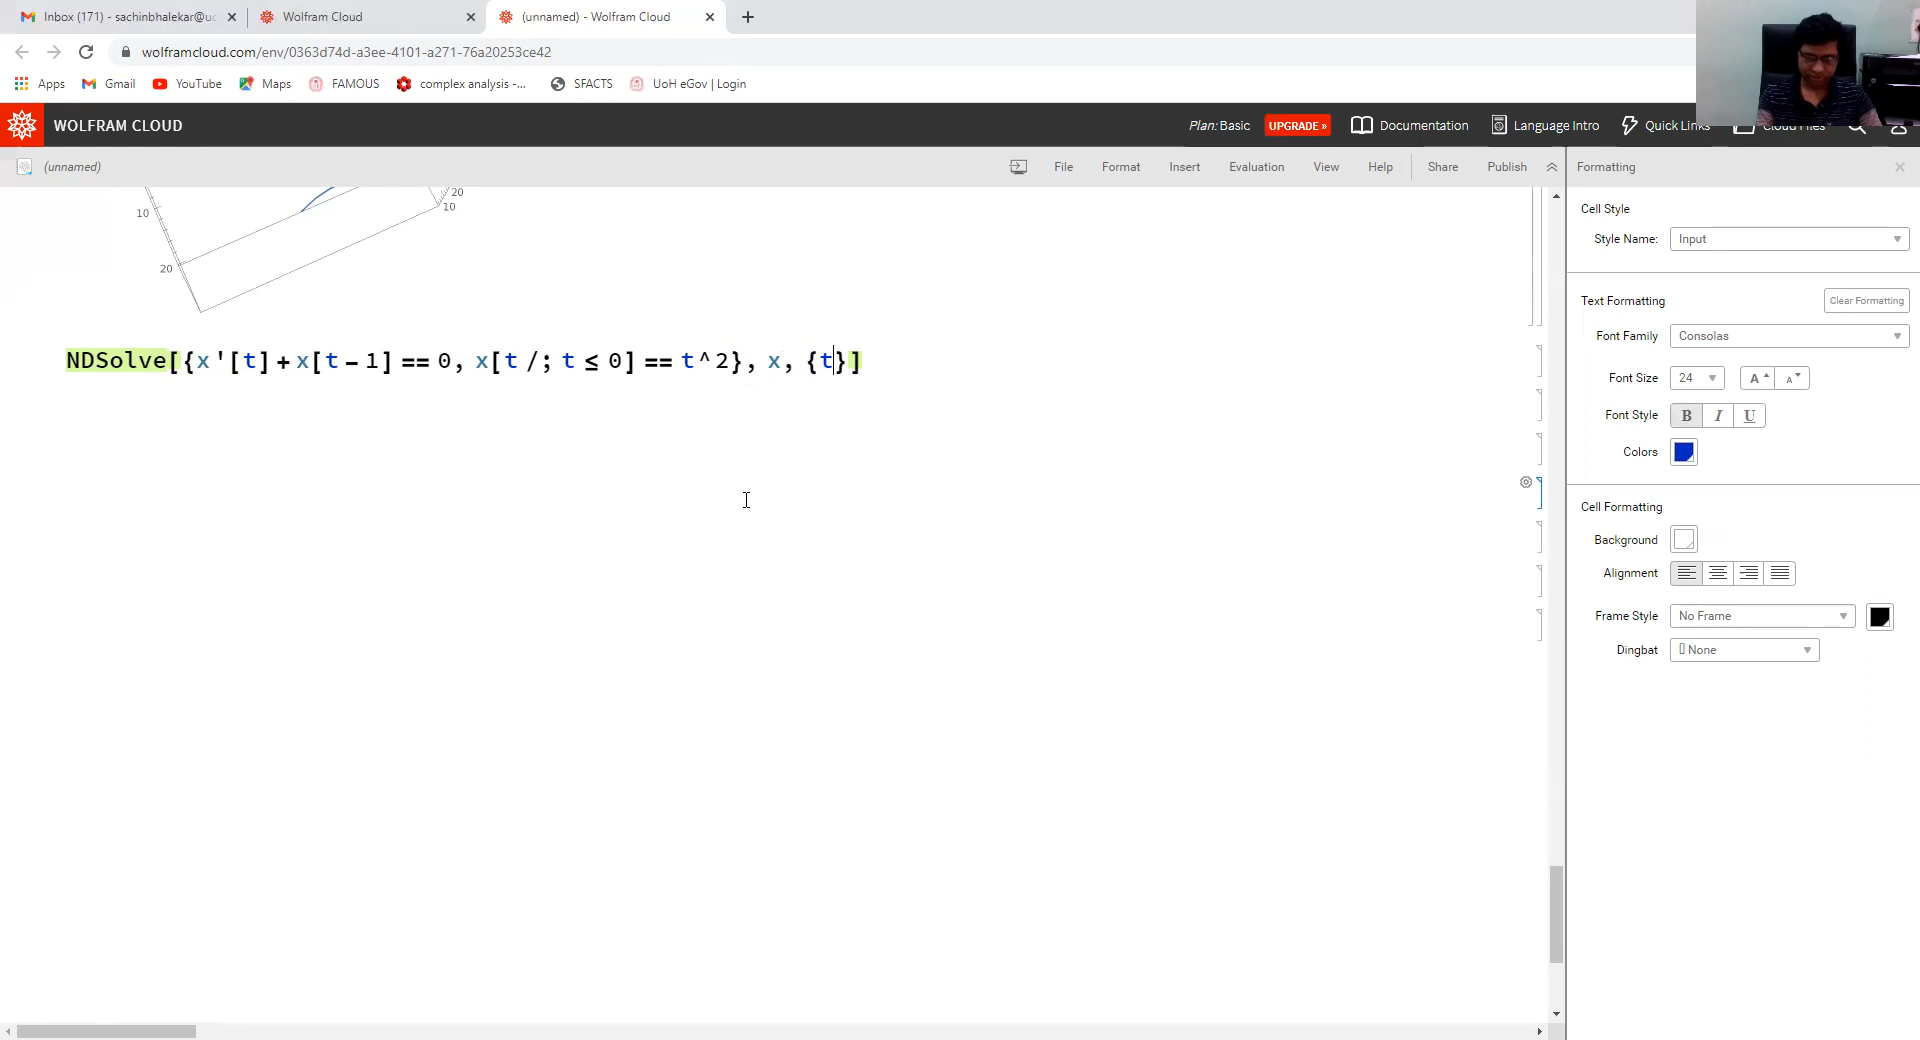 Inbox (171) - sachinbhalekar@uo
Wolfram Cloud
(unnamed) - Wolfram Cloud
wolframcloud.com/env/0363d74d-a3ee-4101-a271-76a20253ce42
Apps
Gmail
YouTube
Maps
FAMOUS
complex analysis -...
SFACTS
UoH eGov | Login
WOLFRAM CLOUD
Plan: Basic
UPGRADE »
Documentation
Language Intro
Quick Links
Cloud Files
(unnamed)
File
Format
Insert
Evaluation
View
Help
Share
Publish
Formatting
20
10
10
20
NDSolve[{x'[t]+x[t-1]==0, x[t /; t ≤ 0] == t^2}, x, {t}]
Cell Style
Style Name:
Input
Text Formatting
Clear Formatting
Font Family
Consolas
Font Size
24
A
A
Font Style
B I U
Colors
Cell Formatting
Background
Alignment
Frame Style
No Frame
Dingbat
None